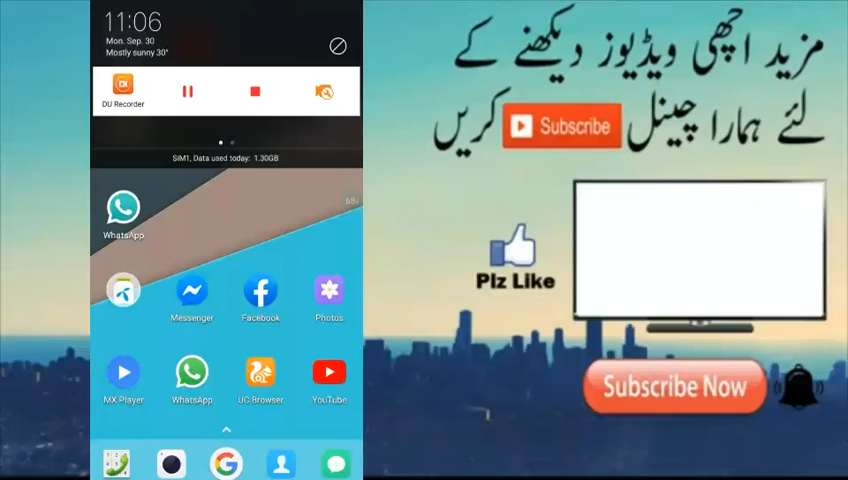 11:06
Mon. Sep. 30
Mostly sunny 30°
DU Recorder
SIM1, Data used today: 1.30GB
WhatsApp
Messenger
Facebook
Photos
MX Player
WhatsApp
UC Browser
YouTube
مزید اچھی ویڈیوز دیکھنے کے
لئے ہمارا چینل Subscribe کریں
Plz Like
Subscribe Now